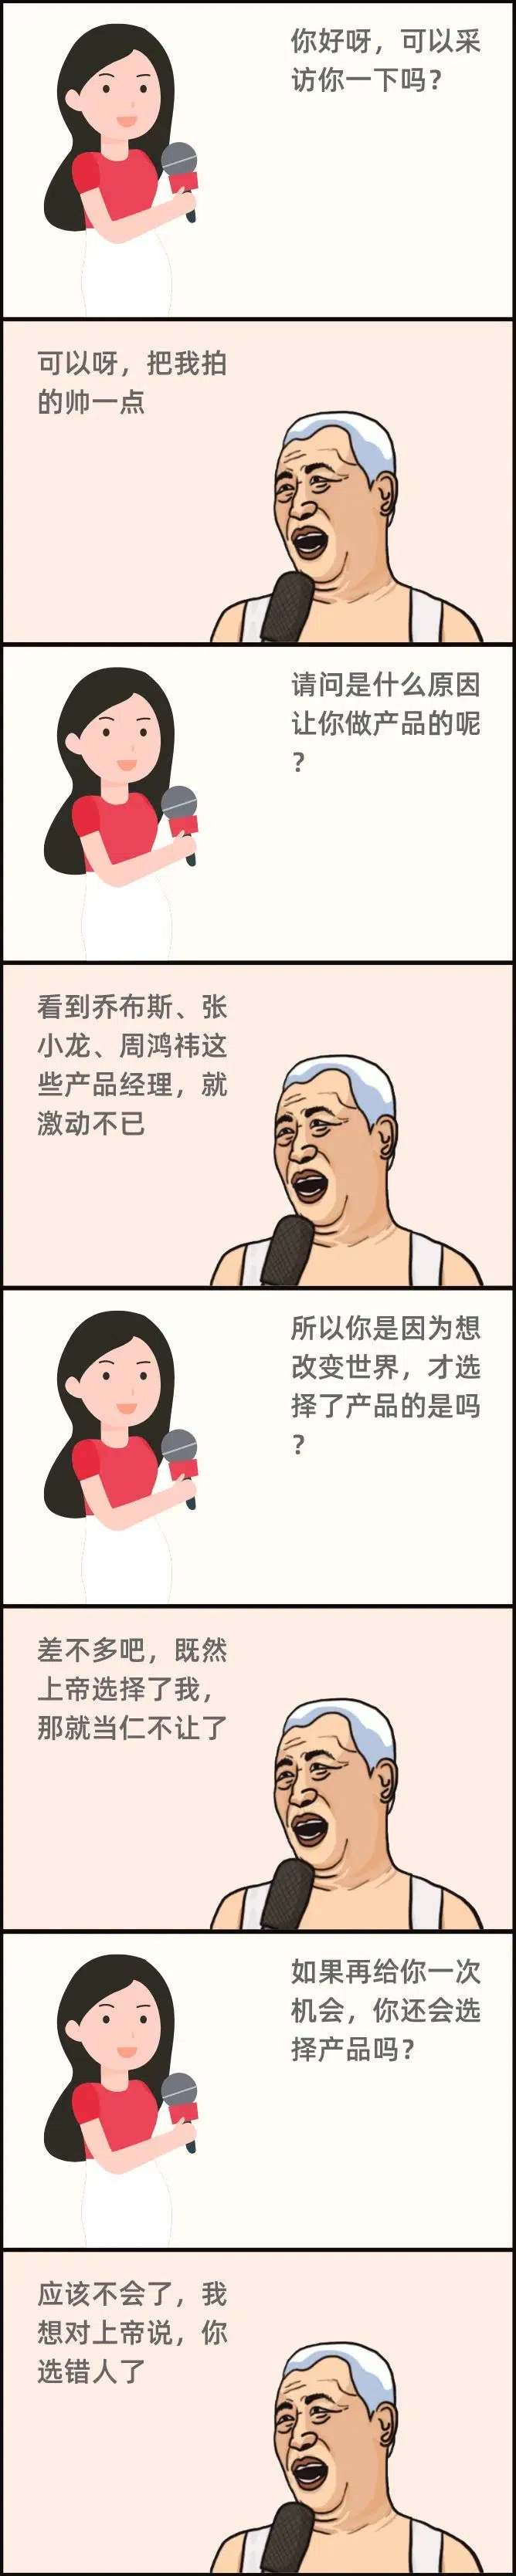 你好呀，可以采
访你一下吗？
可以呀，把我拍
的帅一点
请问是什么原因
让你做产品的呢
？
看到乔布斯、张
小龙、周鸿祎这
些产品经理，就
激动不已
所以你是因为想
改变世界，才选
择了产品的是吗
？
差不多吧，既然
上帝选择了我，
那就当仁不让了
如果再给你一次
机会，你还会选
择产品吗？
应该不会了，我
想对上帝说，你
选错人了